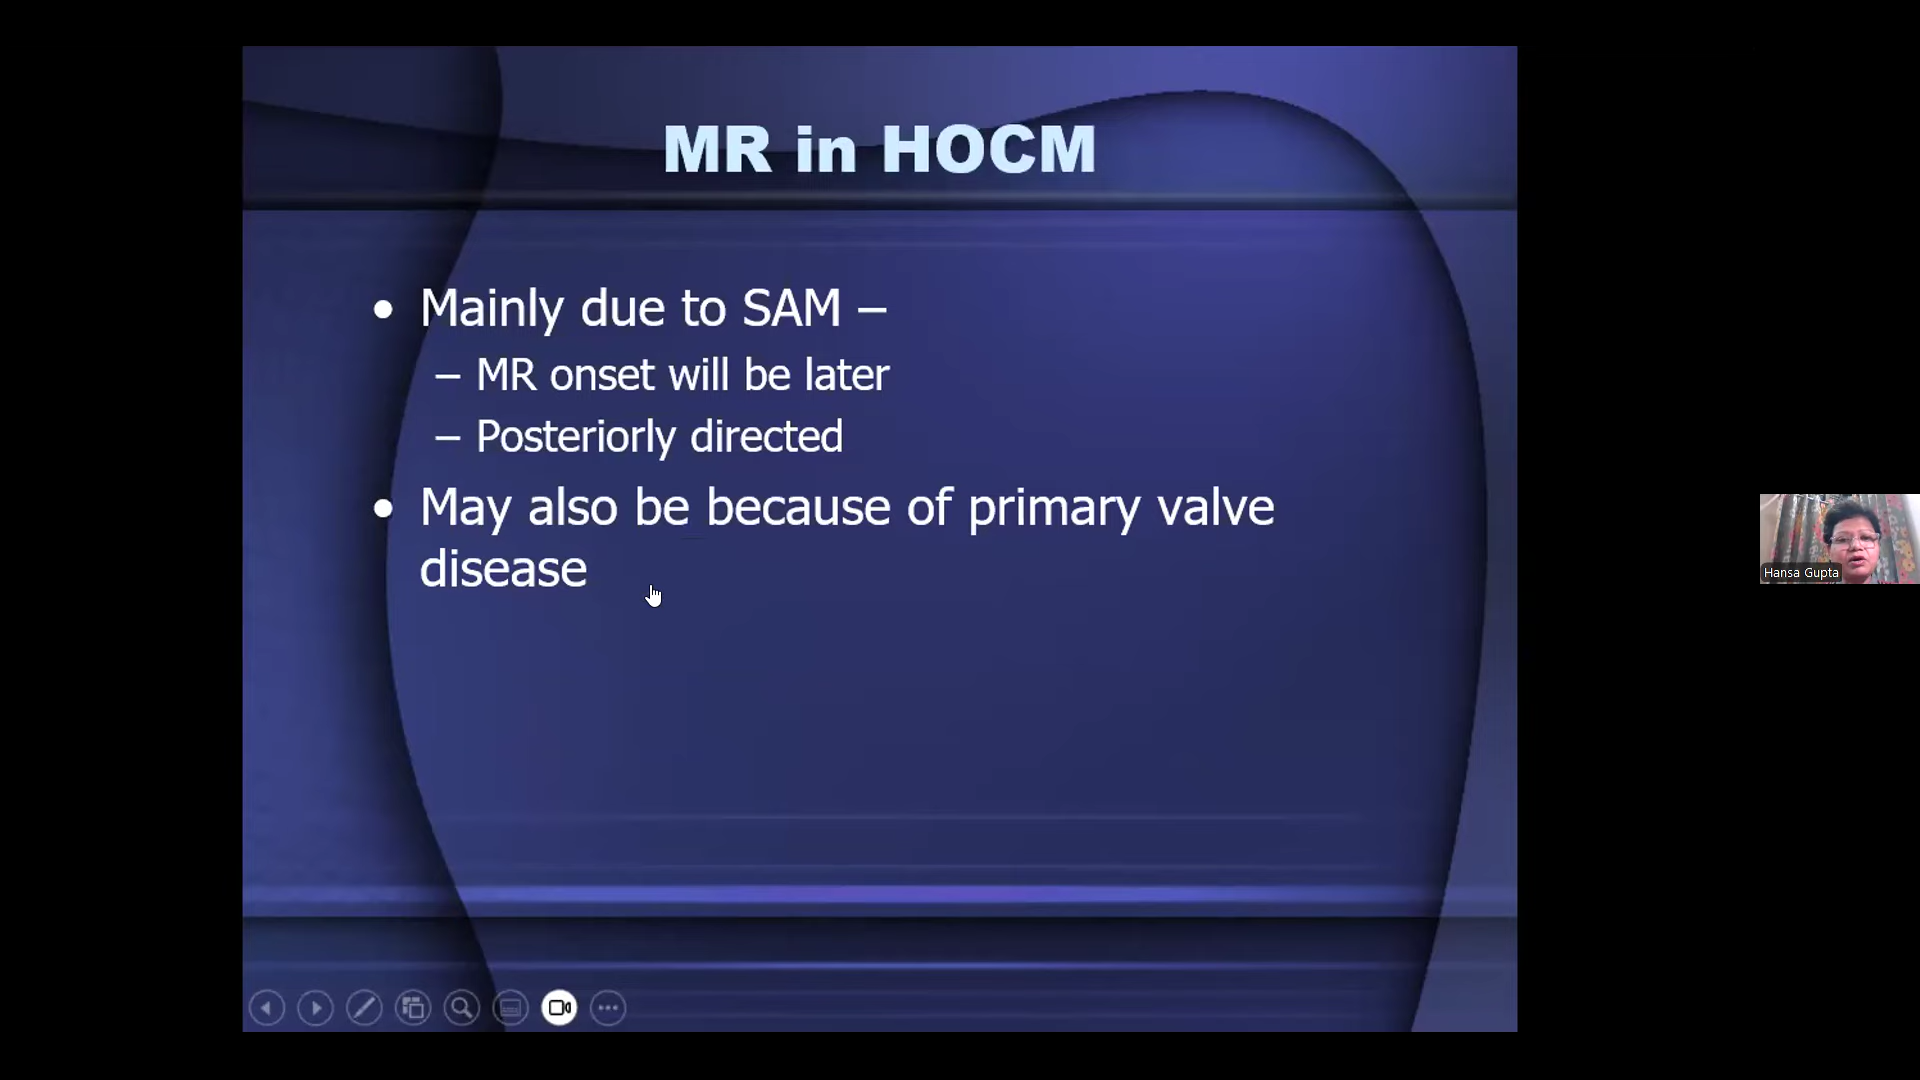 MR in HOCM
• Mainly due to SAM –
– MR onset will be later
– Posteriorly directed
• May also be because of primary valve
disease
Hansa Gupta